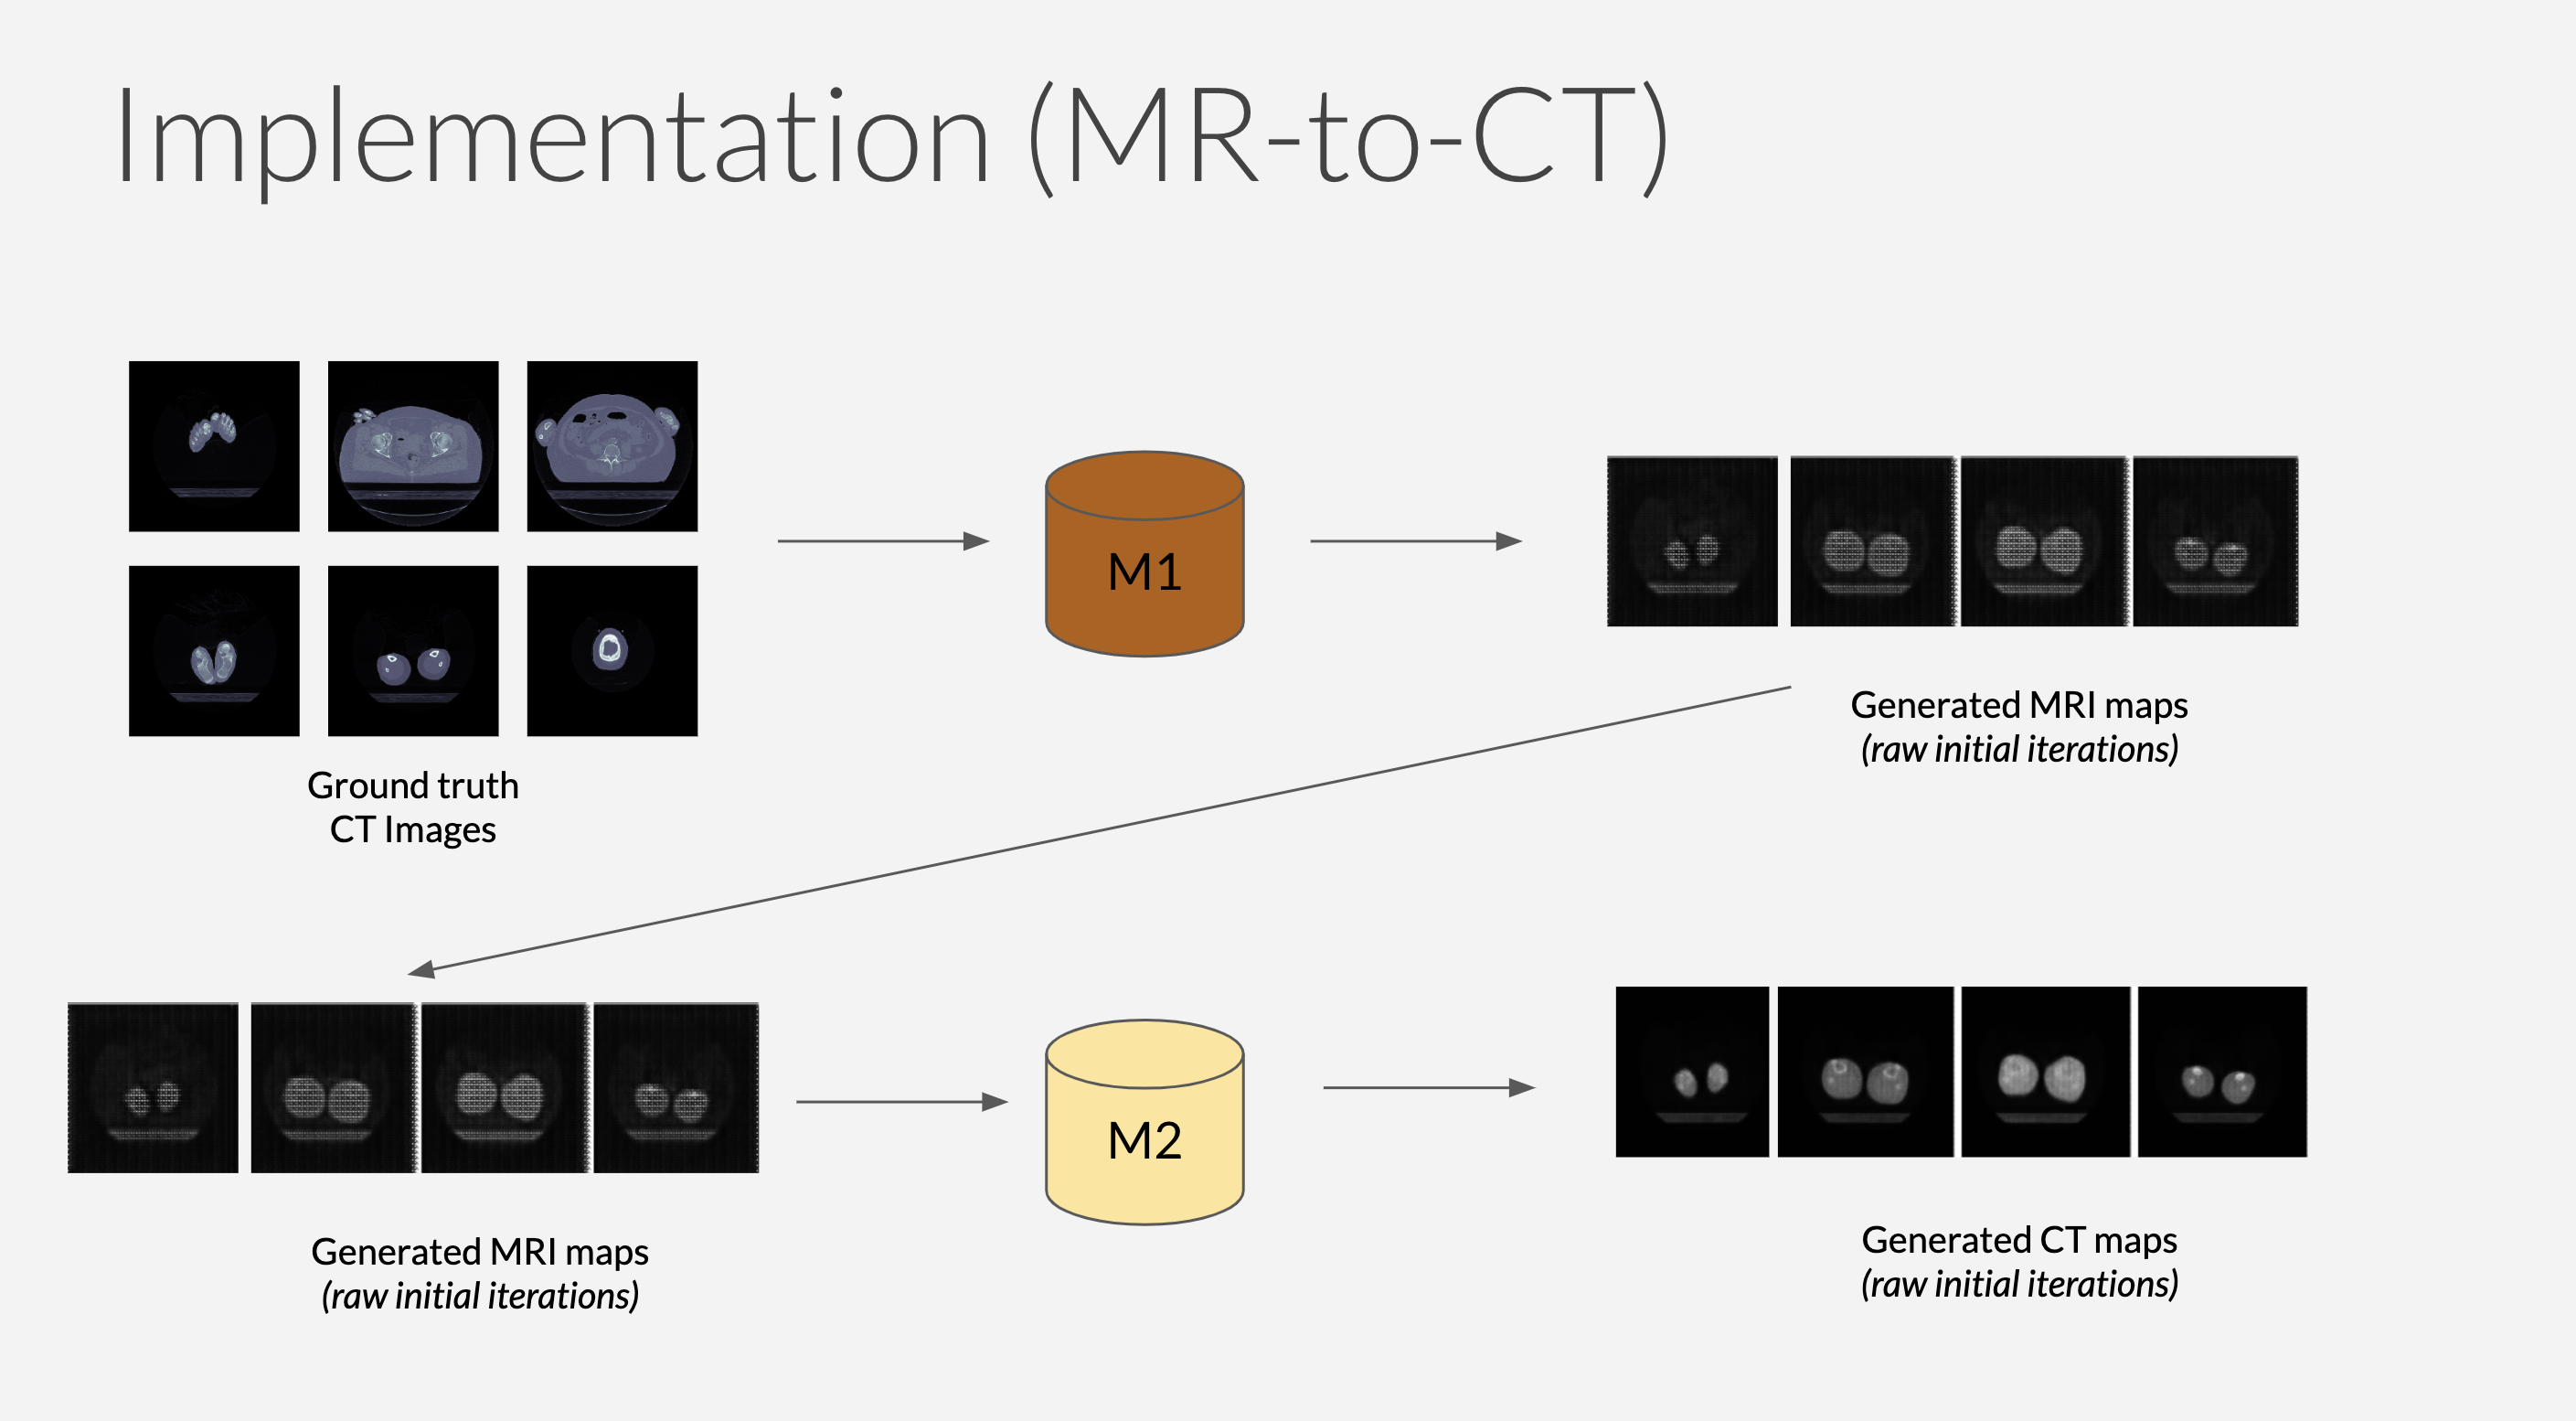 Implementation (MR-to-CT)
M1
Generated MRI maps
(raw initial iterations)
Ground truth
CT Images
M2
Generated MRI maps
(raw initial iterations)
Generated CT maps
(raw initial iterations)